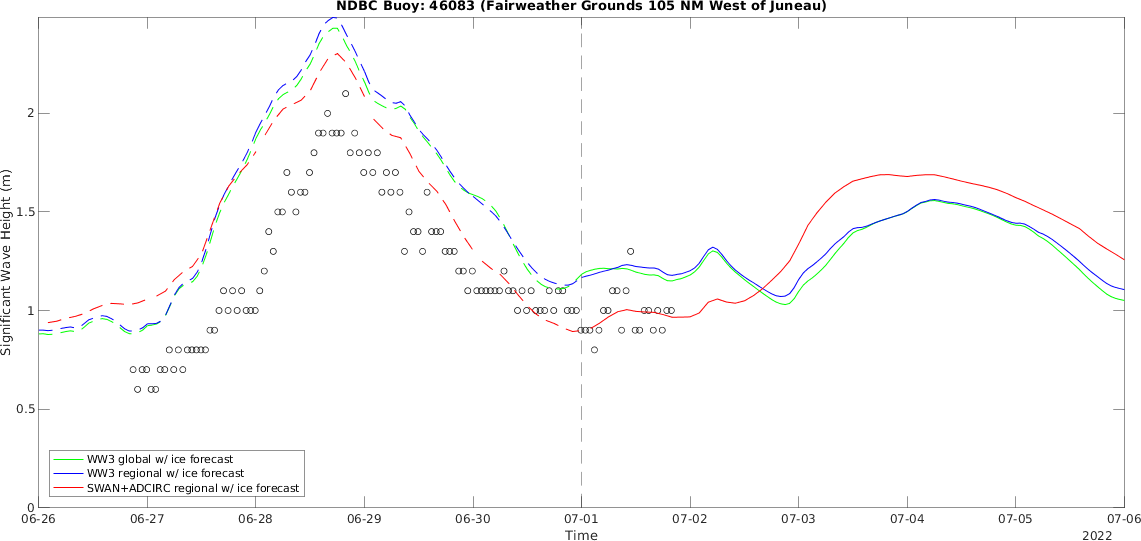 NDBC Buoy: 46083 (Fairweather Grounds 105 NM West of Juneau)
Significant Wave Height (m)
2
1.5
1
0.5
0
WW3 global w/ ice forecast
WW3 regional w/ ice forecast
SWAN+ADCIRC regional w/ ice forecast
06-26 06-27 06-28 06-29 06-30 07-01 07-02 07-03 07-04 07-05 07-06
Time
2022